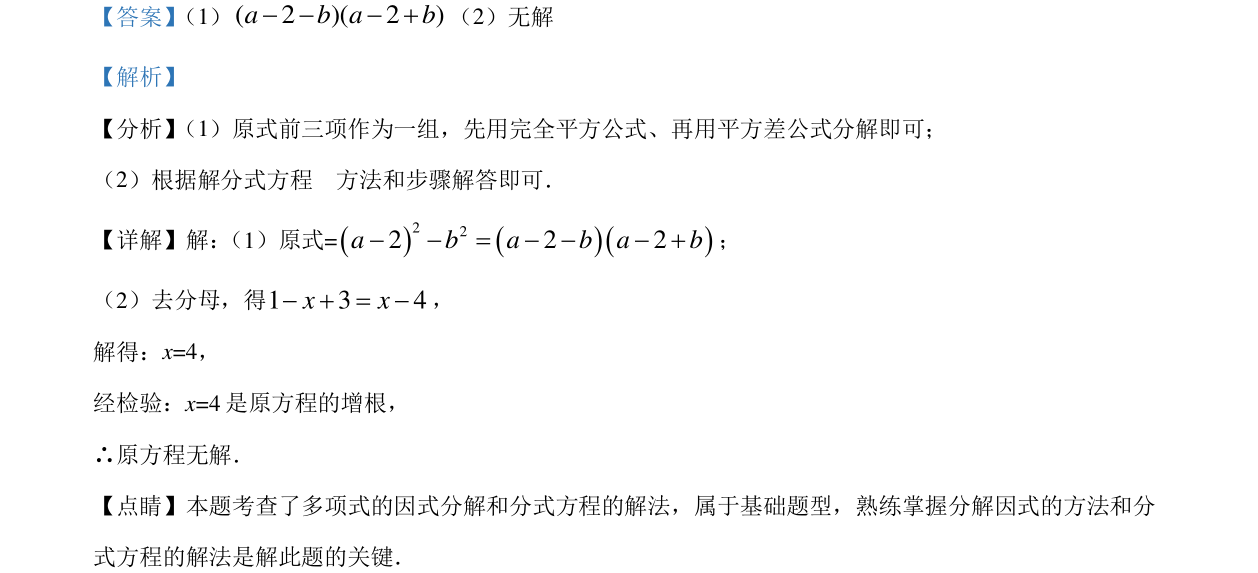 【答案】（1）(a−2−b)(a−2+b)（2）无解
【解析】
【分析】（1）原式前三项作为一组，先用完全平方公式、再用平方差公式分解即可；
（2）根据解分式方程 方法和步骤解答即可．
【详解】解：（1）原式=(a−2)²−b²=(a−2−b)(a−2+b)；
（2）去分母，得1−x+3=x−4，
解得：x=4，
经检验：x=4是原方程的增根，
∴原方程无解．
【点睛】本题考查了多项式的因式分解和分式方程的解法，属于基础题型，熟练掌握分解因式的方法和分
式方程的解法是解此题的关键．